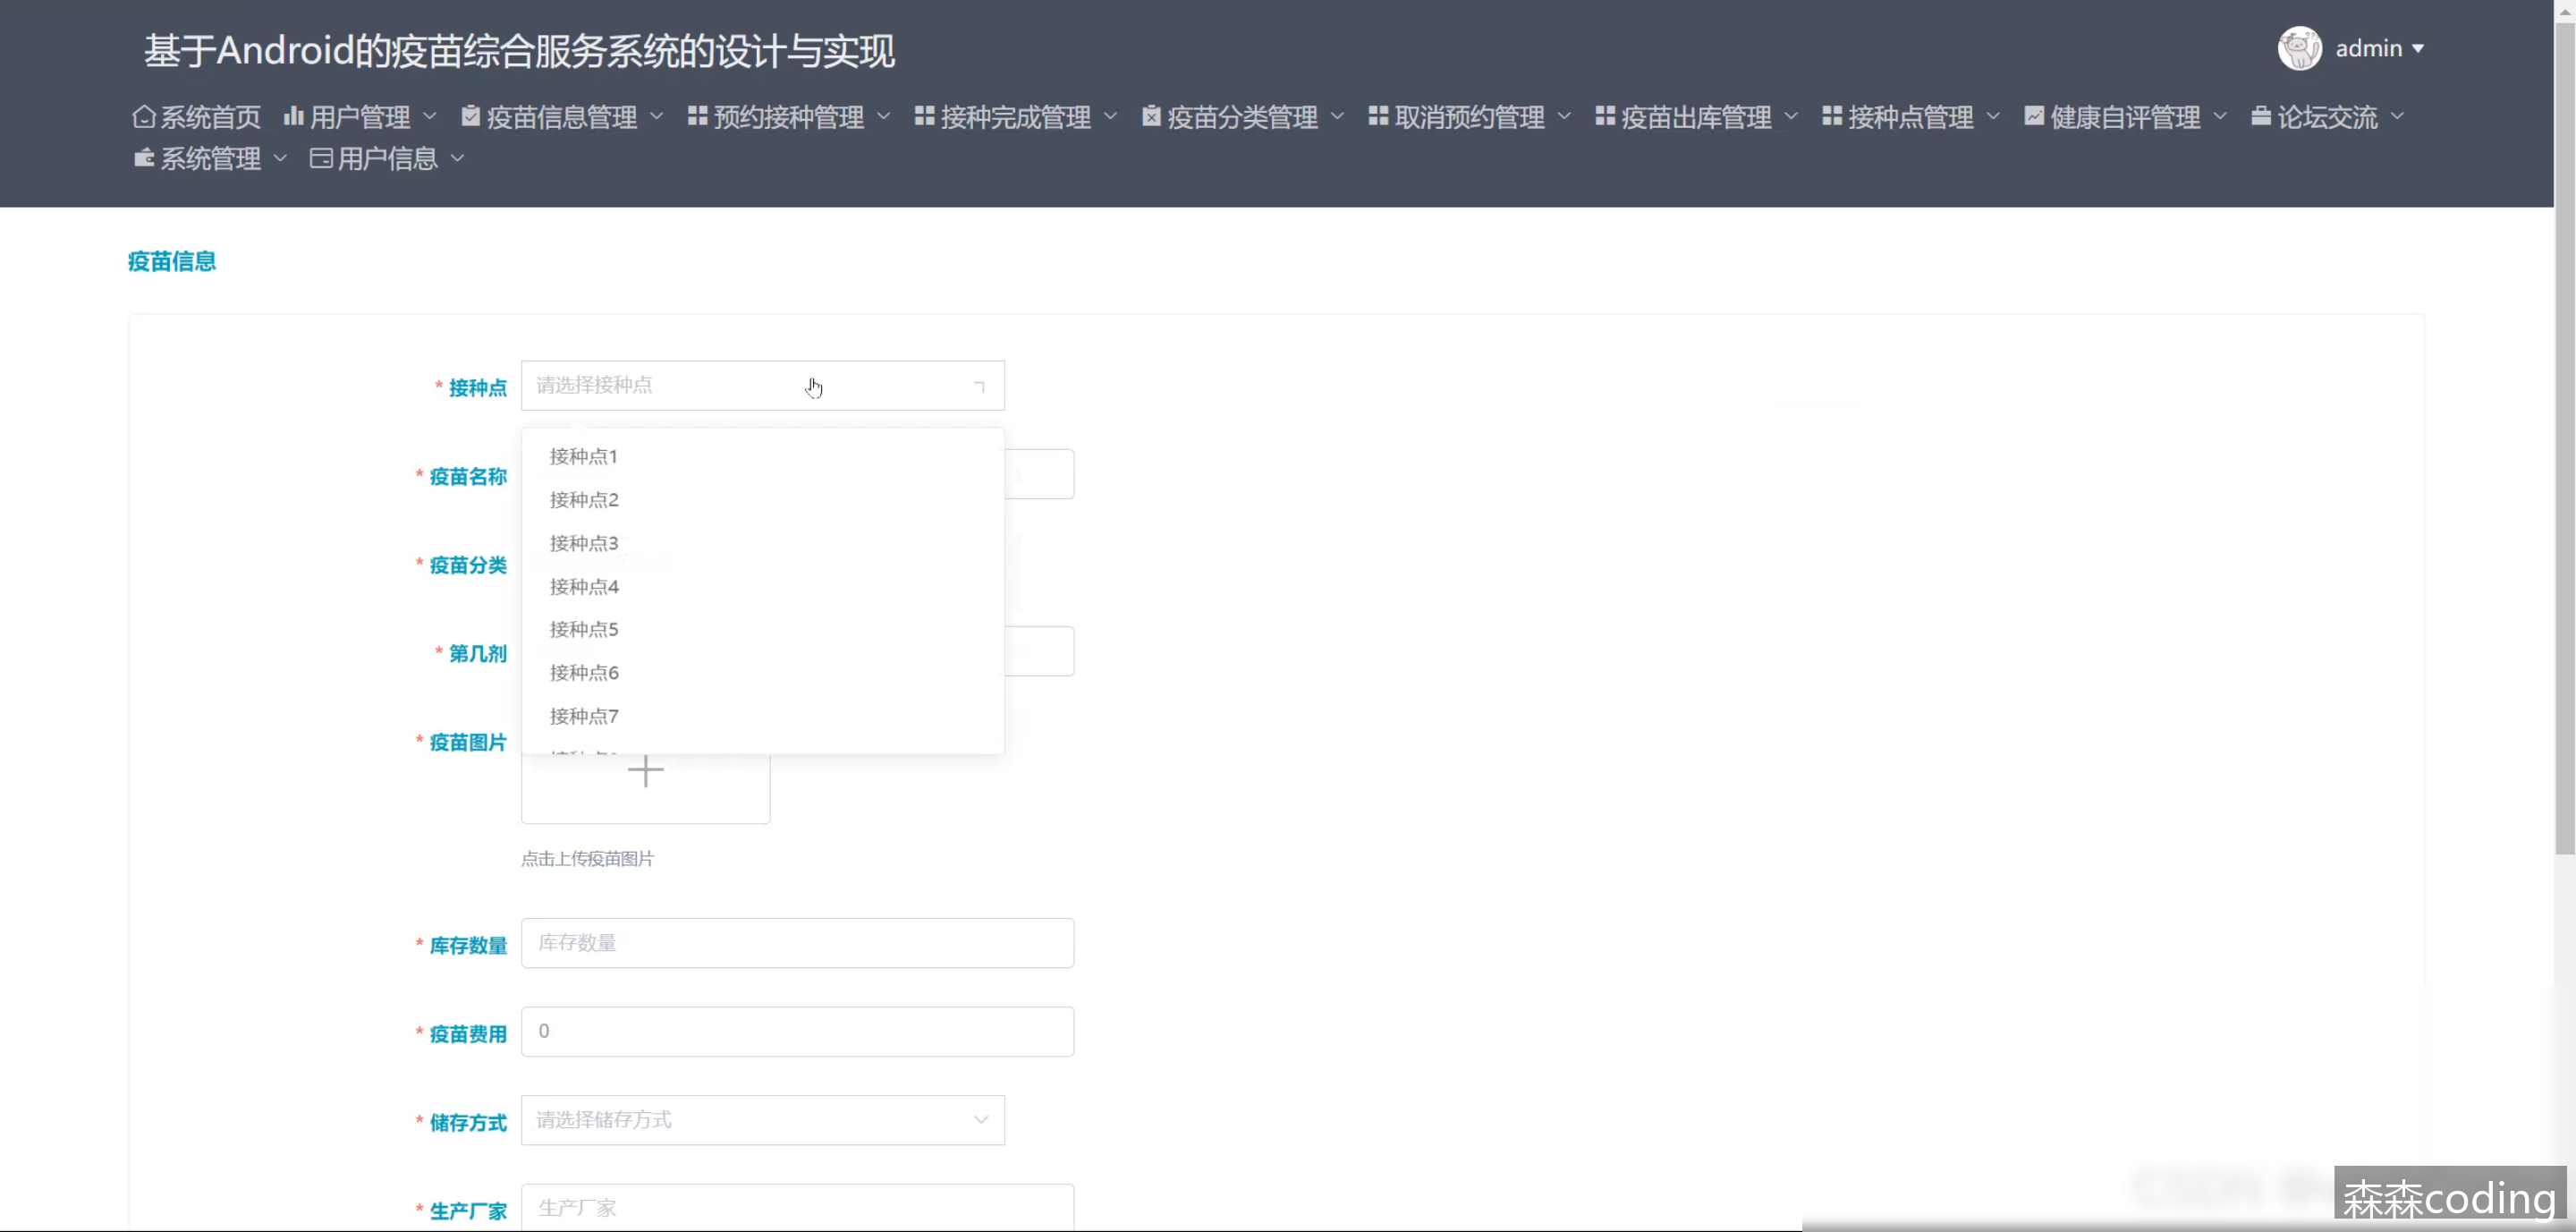 基于Android的疫苗综合服务系统的设计与实现
admin
系统首页 用户管理 疫苗信息管理 预约接种管理 接种完成管理 疫苗分类管理 取消预约管理 疫苗出库管理 接种点管理 健康自评管理 论坛交流
系统管理 用户信息
疫苗信息
* 接种点 请选择接种点
接种点1
* 疫苗名称
接种点2
接种点3
* 疫苗分类
接种点4
接种点5
* 第几剂
接种点6
接种点7
* 疫苗图片
点击上传疫苗图片
* 库存数量 库存数量
* 疫苗费用 0
* 储存方式 请选择储存方式
* 生产厂家 生产厂家
森森coding